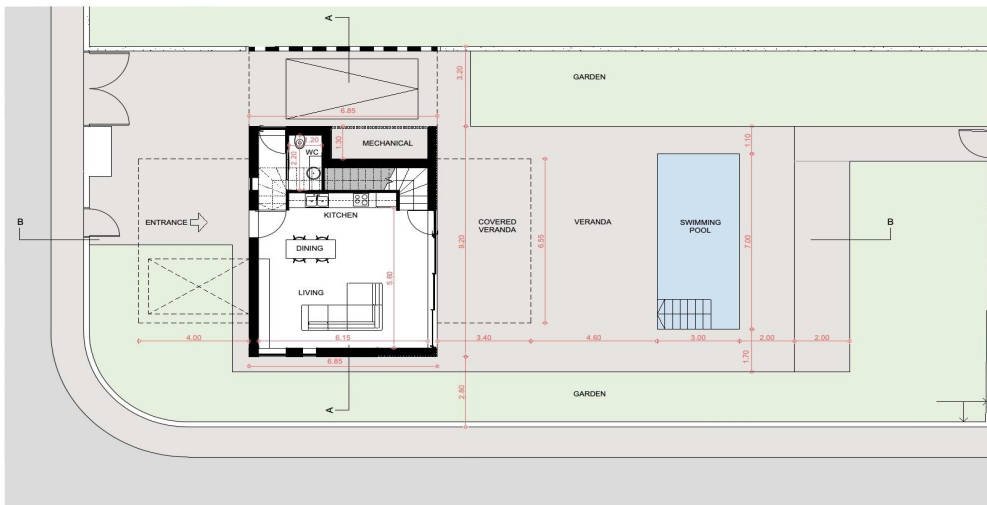 A
GARDEN
3.20
6.85
1.20
WC
1.30
MECHANICAL
2.20
1.10
B
ENTRANCE
KITCHEN
COVERED
VERANDA
VERANDA
SWIMMING
POOL
B
DINING
9.20
6.55
7.00
5.60
LIVING
4.00
6.15
3.40
4.60
3.00
2.00
2.00
6.85
1.70
2.80
GARDEN
A